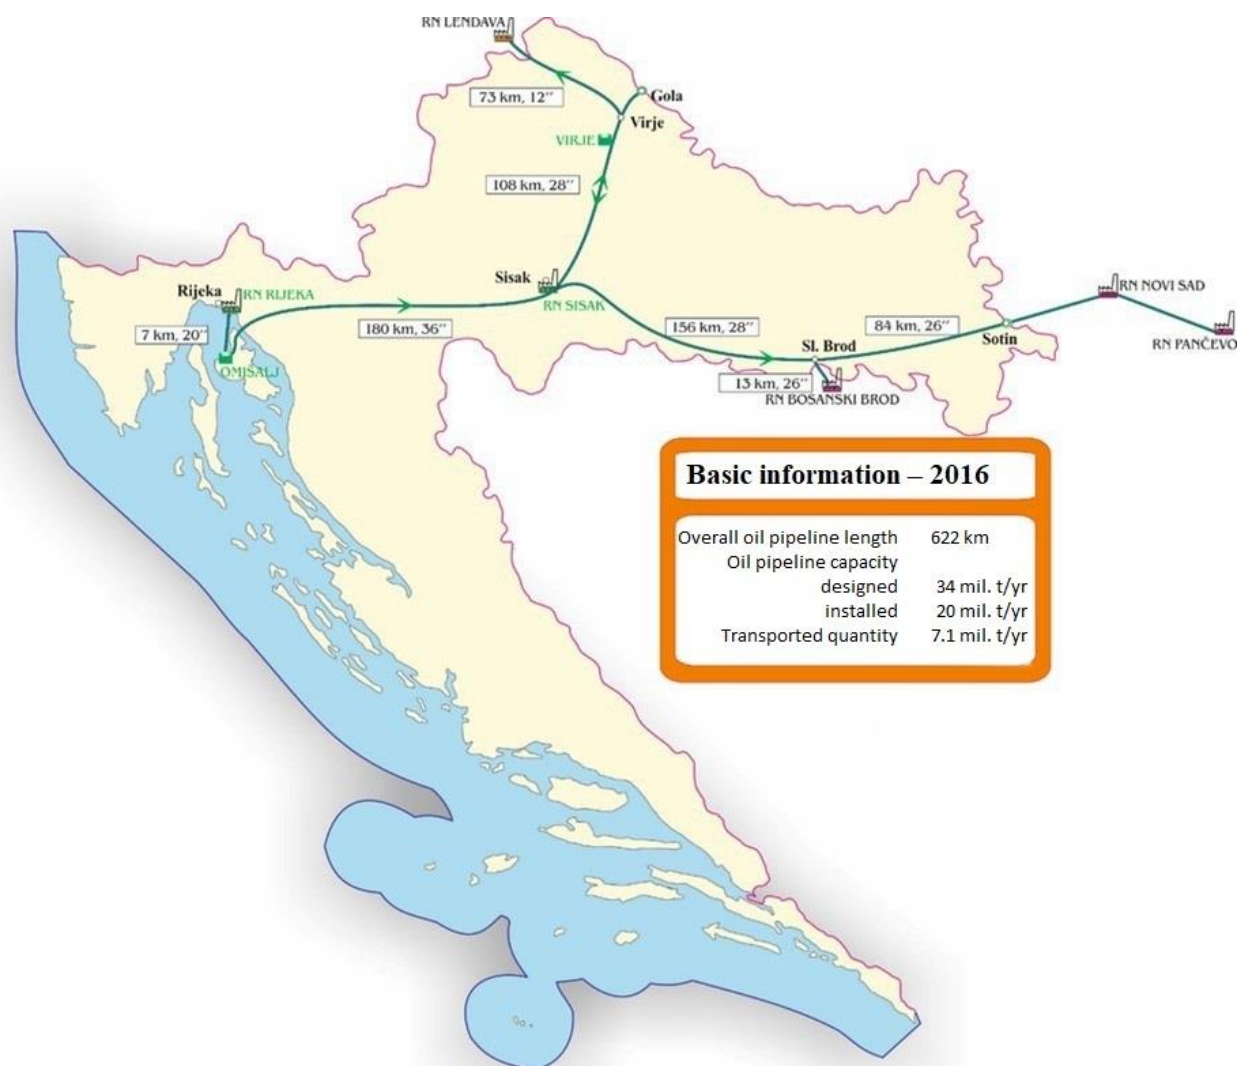 RN LENDAVA
73 km, 12″
Gola
Virje
VIRJE
108 km, 28″
Sisak
RN SISAK
Rijeka
RN RIJEKA
7 km, 20″
OMIŠALJ
180 km, 36″
156 km, 28″
84 km, 26″
Sl. Brod
Sotin
RN NOVI SAD
RN PANČEVO
13 km, 26″
RN BOSANSKI BROD
Basic information – 2016
Overall oil pipeline length 622 km
Oil pipeline capacity
designed 34 mil. t/yr
installed 20 mil. t/yr
Transported quantity 7.1 mil. t/yr